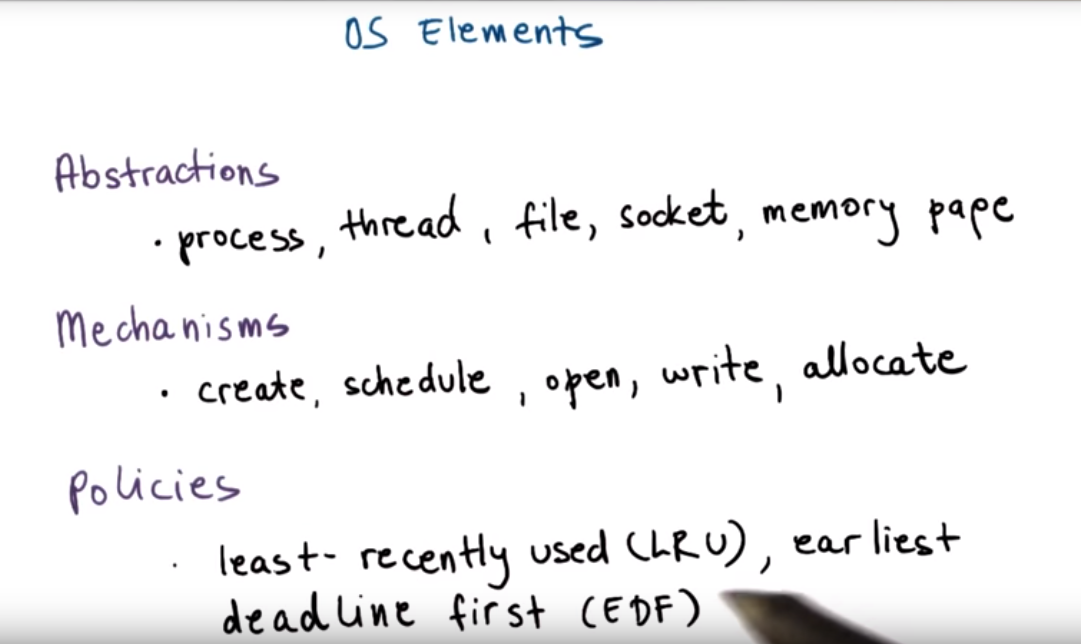 OS Elements
Abstractions
· process, thread, file, socket, memory pape
Mechanisms
· create, schedule, open, write, allocate
Policies
· least-recently used (LRU), earliest
deadline first (EDF)